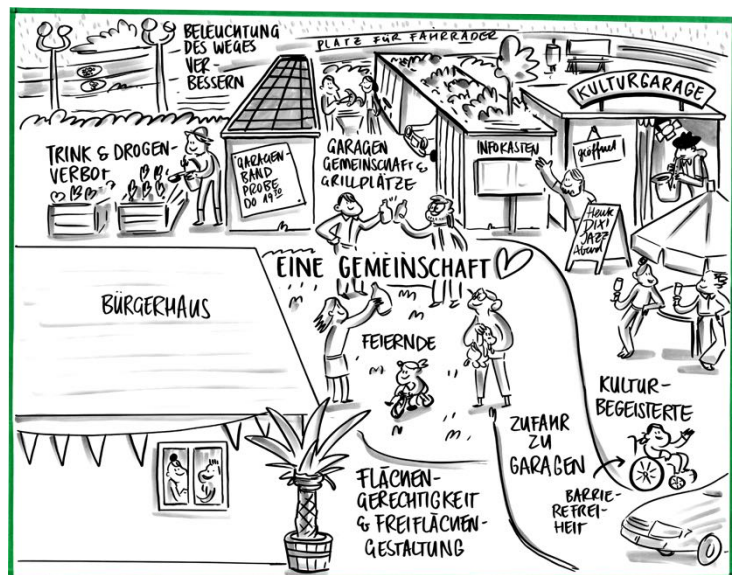 BELEUCHTUNG
DES WEGES
VER
BESSERN
PLATZ FÜR FAHRRÄDER
KULTURGARAGE
TRINK & DROGEN-
VERBOT
GARAGEN-
BAND
PROBE
DO 19³⁰
GARAGEN
GEMEINSCHAFT &
GRILLPLÄTZE
INFOKASTEN
geöffnet
Heute
DIXI
JAZZ
Abend
EINE GEMEINSCHAFT
BÜRGERHAUS
FEIERNDE
KULTUR-
BEGEISTERTE
ZUFAHR ZU
GARAGEN
BARRIE-
REFREI-
HEIT
FLÄCHEN-
GERECHTIGKEIT
& FREIFLÄCHEN-
GESTALTUNG